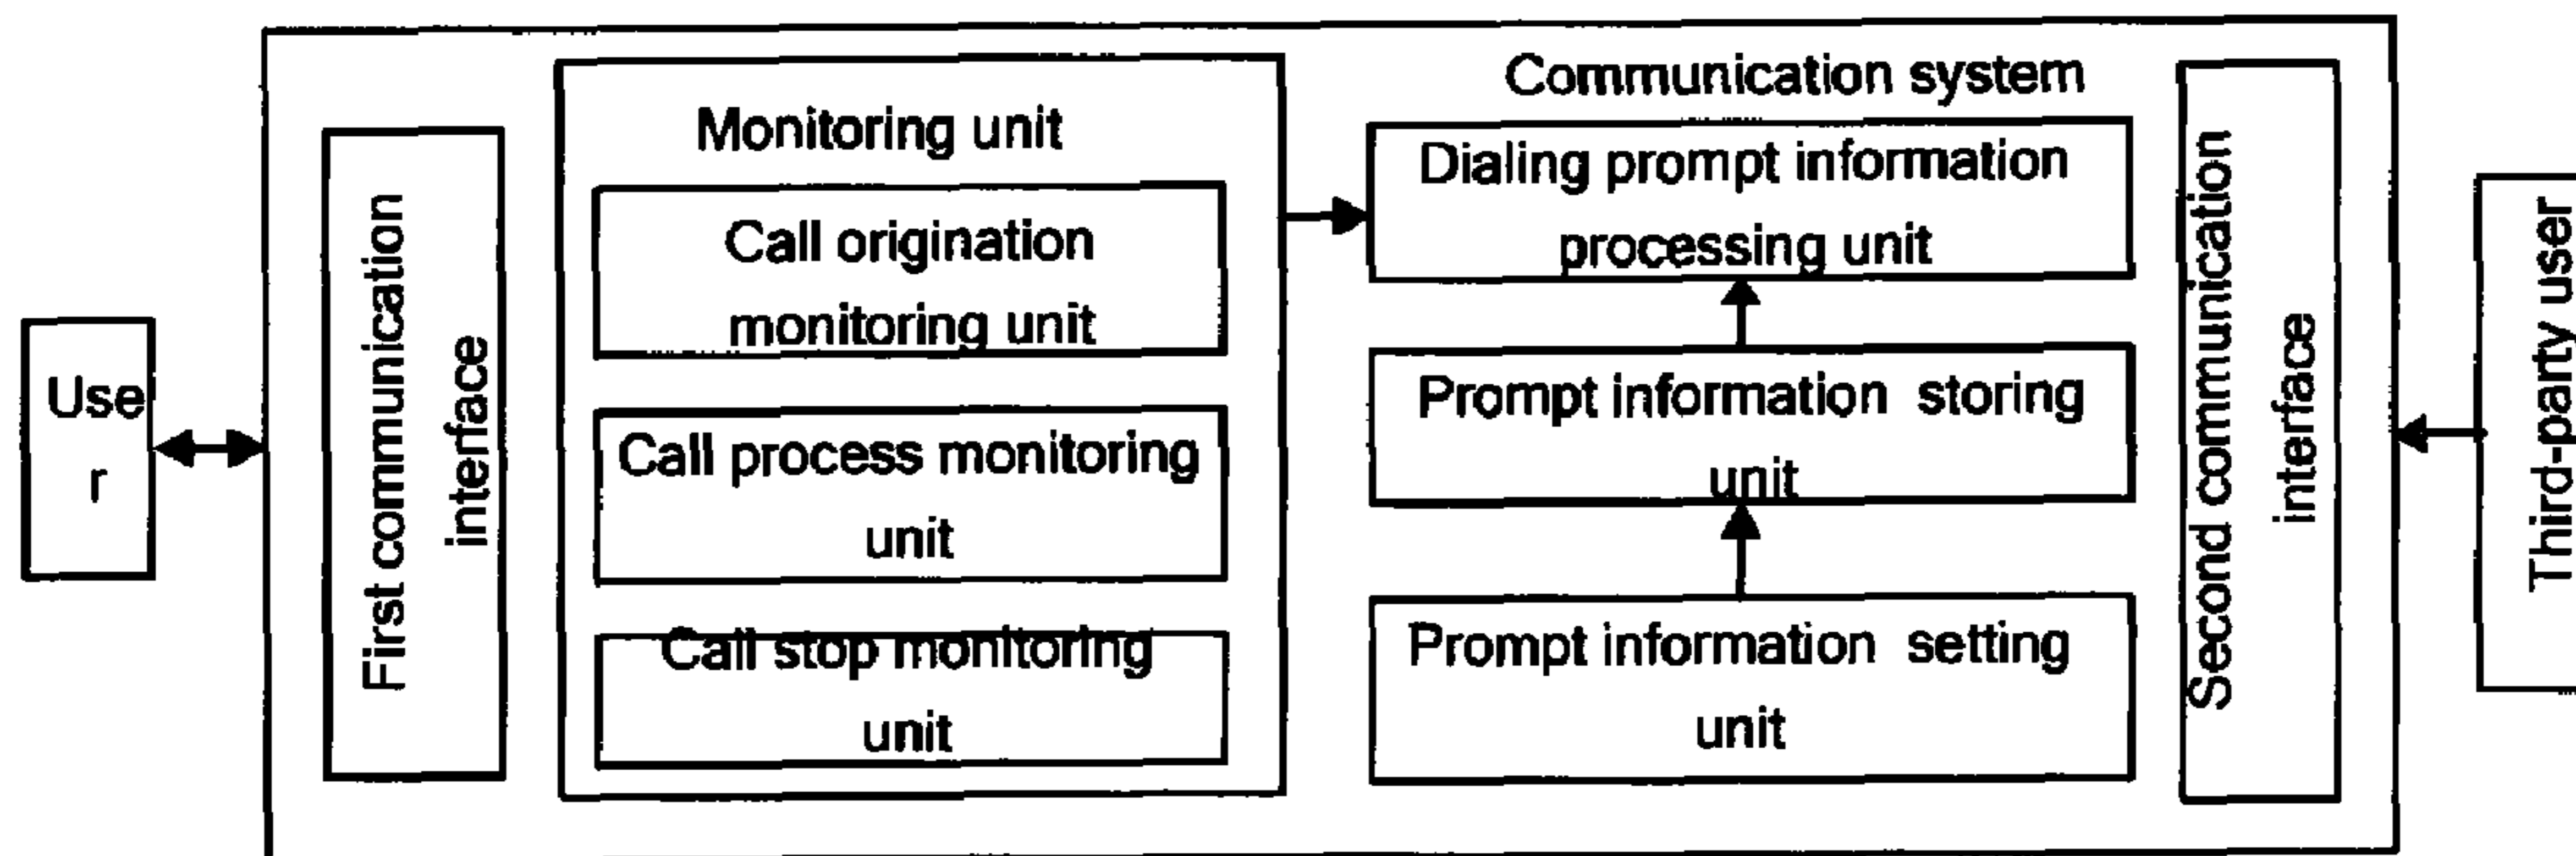 Use
r
First communication
interface
Monitoring unit
Call origination
monitoring unit
Call process monitoring
unit
Call stop monitoring
unit
Communication system
Dialing prompt information
processing unit
Prompt information storing
unit
Prompt information setting
unit
Second communication
interface
Third-party user